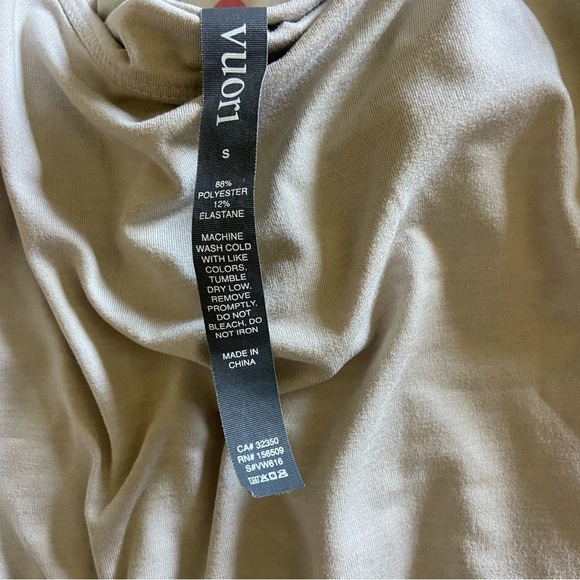 vuori
S
88%
POLYESTER
12%
ELASTANE
MACHINE
WASH COLD
WITH LIKE
COLORS.
TUMBLE
DRY LOW.
REMOVE
PROMPTLY.
DO NOT
BLEACH. DO
NOT IRON
MADE IN
CHINA
CA# 32350
RN# 156509
S#VW616